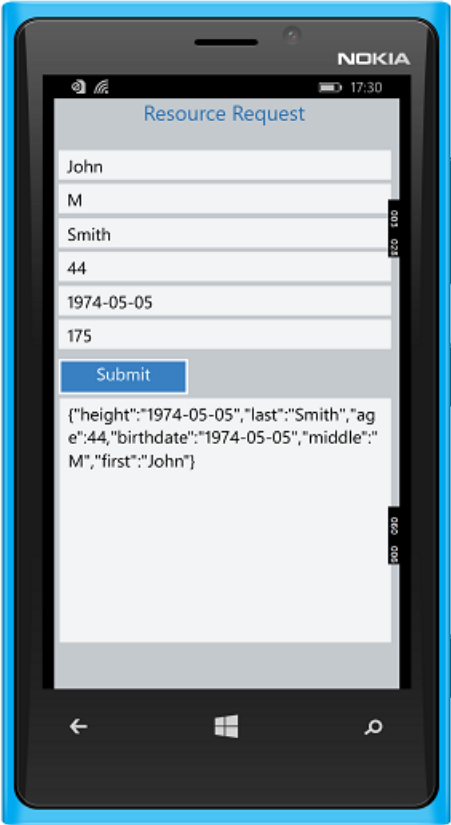 NOKIA
17:30
Resource Request
John
M
Smith
44
1974-05-05
175
Submit
{"height":"1974-05-05","last":"Smith","ag
e":44,"birthdate":"1974-05-05","middle":"
M","first":"John"}